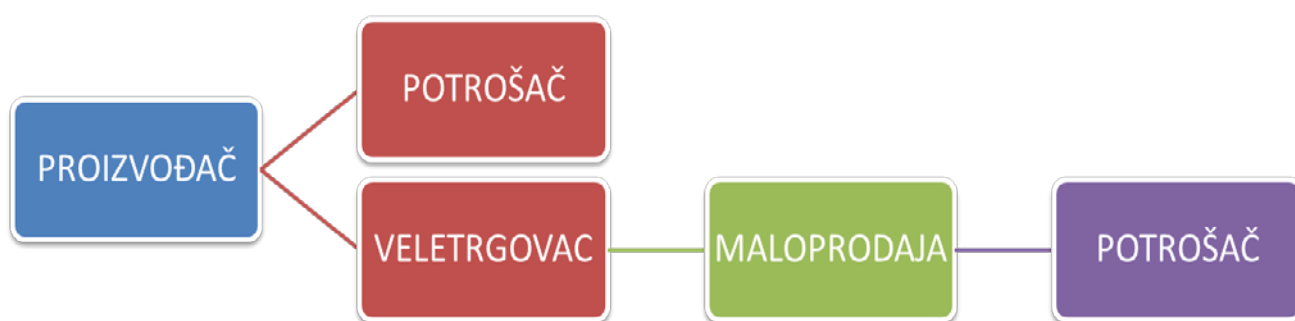 PROIZVOĐAČ
POTROŠAČ
VELETRGOVAC
MALOPRODAJA
POTROŠAČ